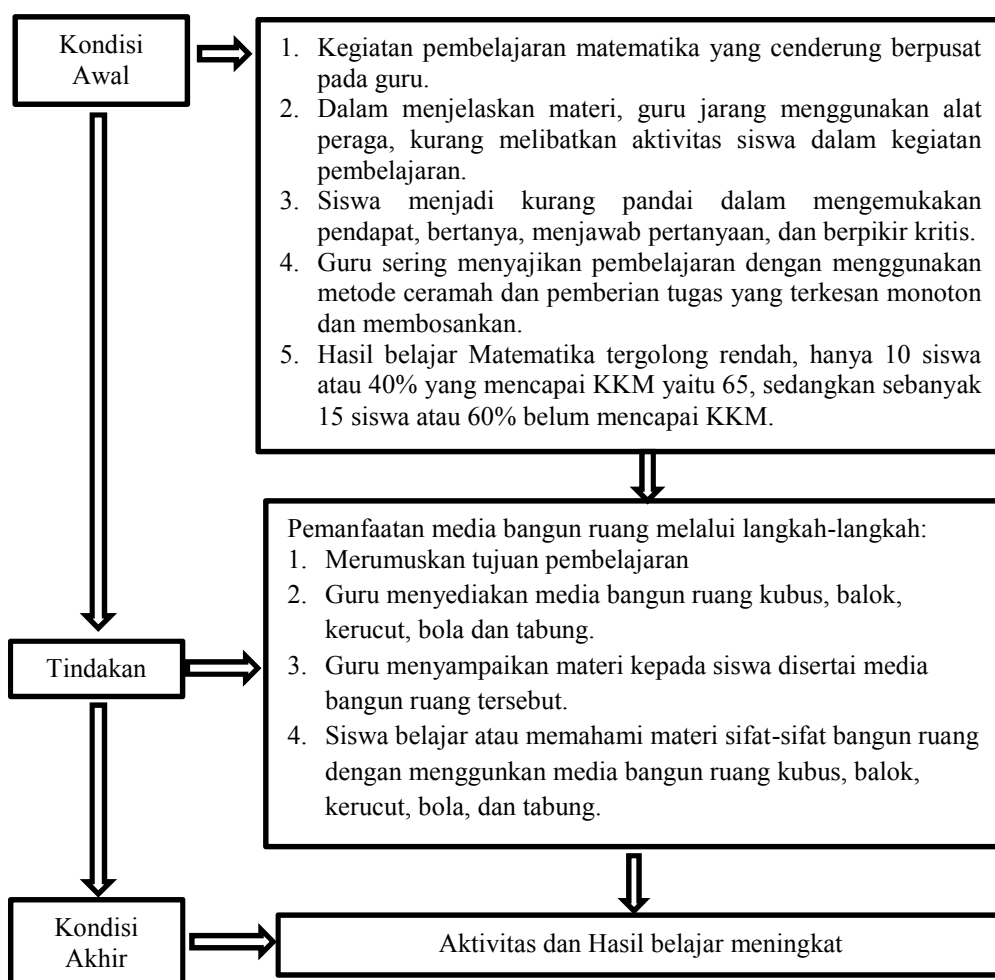 Kondisi
Awal
1. Kegiatan pembelajaran matematika yang cenderung berpusat
pada guru.
2. Dalam menjelaskan materi, guru jarang menggunakan alat
peraga, kurang melibatkan aktivitas siswa dalam kegiatan
pembelajaran.
3. Siswa menjadi kurang pandai dalam mengemukakan
pendapat, bertanya, menjawab pertanyaan, dan berpikir kritis.
4. Guru sering menyajikan pembelajaran dengan menggunakan
metode ceramah dan pemberian tugas yang terkesan monoton
dan membosankan.
5. Hasil belajar Matematika tergolong rendah, hanya 10 siswa
atau 40% yang mencapai KKM yaitu 65, sedangkan sebanyak
15 siswa atau 60% belum mencapai KKM.
Tindakan
Pemanfaatan media bangun ruang melalui langkah-langkah:
1. Merumuskan tujuan pembelajaran
2. Guru menyediakan media bangun ruang kubus, balok,
kerucut, bola dan tabung.
3. Guru menyampaikan materi kepada siswa disertai media
bangun ruang tersebut.
4. Siswa belajar atau memahami materi sifat-sifat bangun ruang
dengan menggunkan media bangun ruang kubus, balok,
kerucut, bola, dan tabung.
Kondisi
Akhir
Aktivitas dan Hasil belajar meningkat